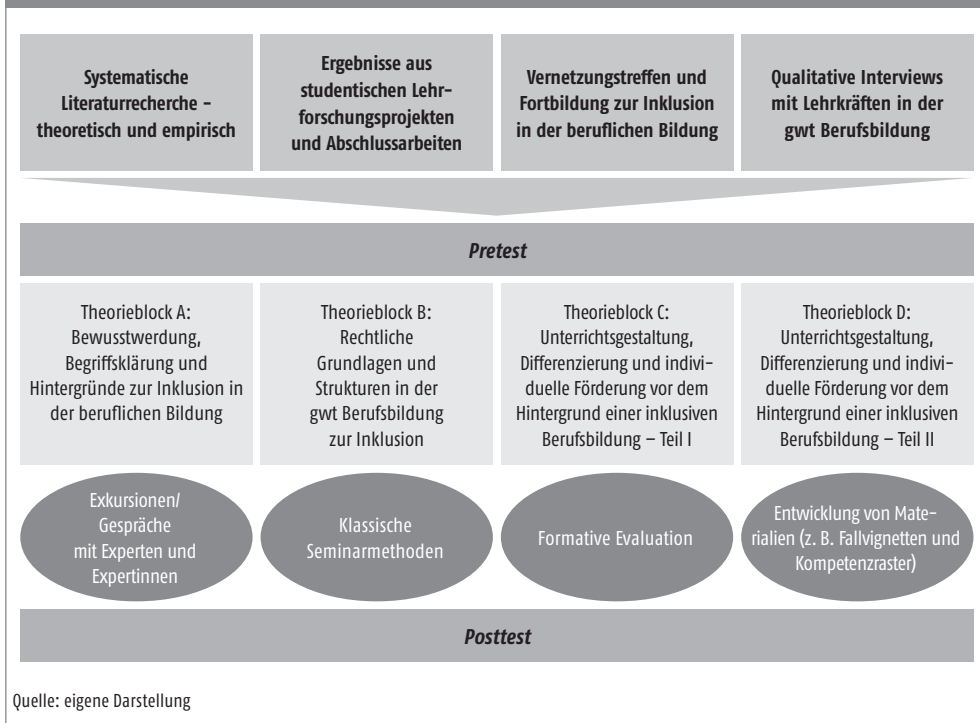 Systematische
Literaturrecherche –
theoretisch und empirisch
Ergebnisse aus
studentischen Lehr-
forschungsprojekten
und Abschlussarbeiten
Vernetzungstreffen und
Fortbildung zur Inklusion
in der beruflichen Bildung
Qualitative Interviews
mit Lehrkräften in der
gwt Berufsbildung
Pretest
Theorieblock A:
Bewusstwerdung,
Begriffsklärung und
Hintergründe zur Inklusion in
der beruflichen Bildung
Theorieblock B:
Rechtliche
Grundlagen und
Strukturen in der
gwt Berufsbildung
zur Inklusion
Theorieblock C:
Unterrichtsgestaltung,
Differenzierung und indivi-
duelle Förderung vor dem
Hintergrund einer inklusiven
Berufsbildung – Teil I
Theorieblock D:
Unterrichtsgestaltung,
Differenzierung und indivi-
duelle Förderung vor dem
Hintergrund einer inklusiven
Berufsbildung – Teil II
Exkursionen/
Gespräche
mit Experten und
Expertinnen
Klassische
Seminarmethoden
Formative Evaluation
Entwicklung von Mate-
rialien (z. B. Fallvignetten und
Kompetenzraster)
Posttest
Quelle: eigene Darstellung